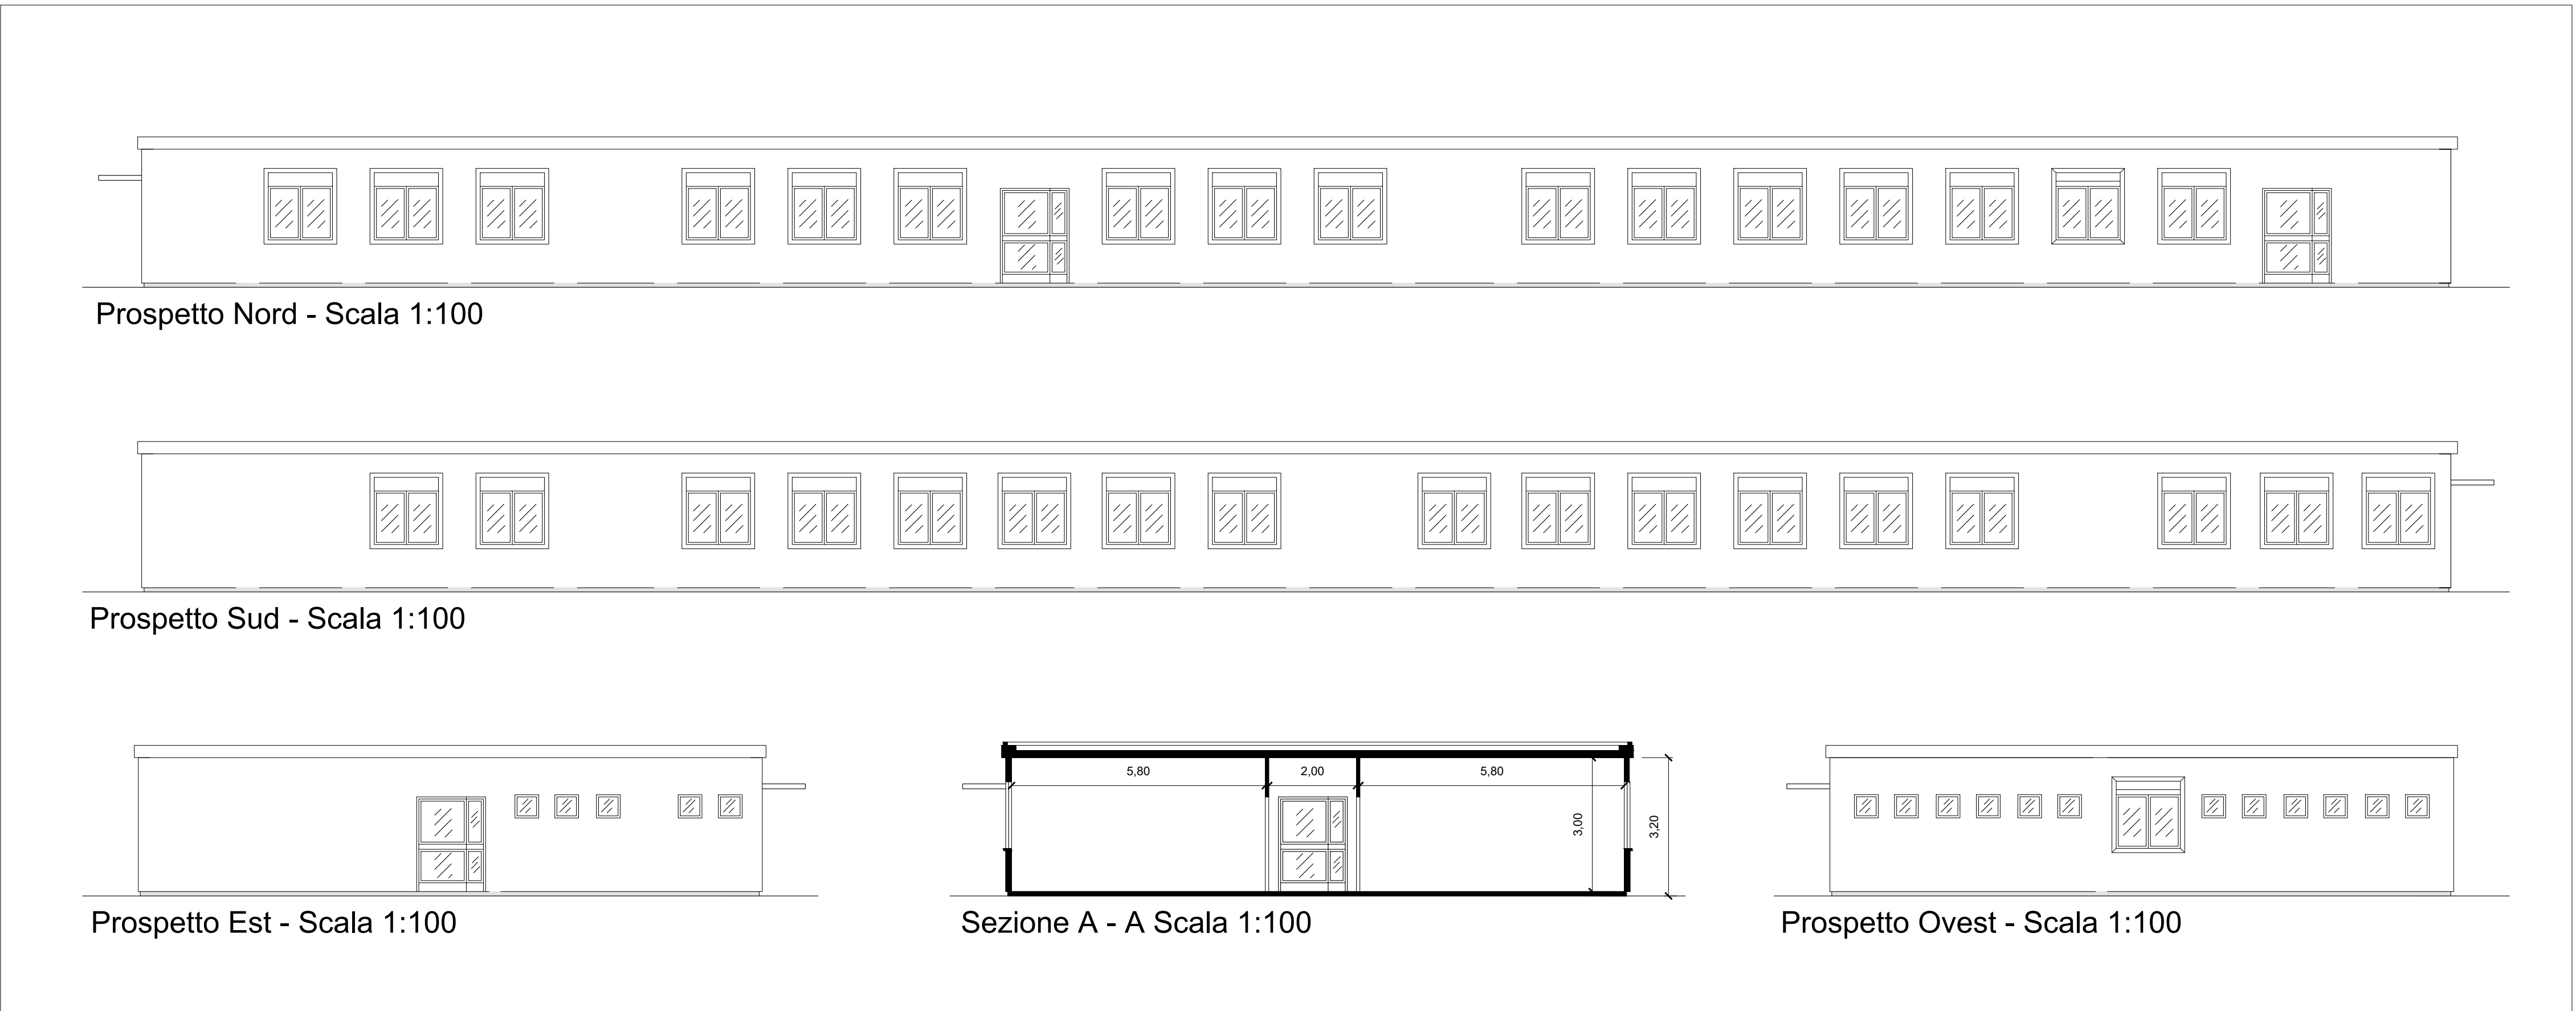 Prospetto Nord - Scala 1:100
Prospetto Sud - Scala 1:100
5,80
2,00
5,80
3,00
3,20
Prospetto Est - Scala 1:100
Sezione A - A Scala 1:100
Prospetto Ovest - Scala 1:100